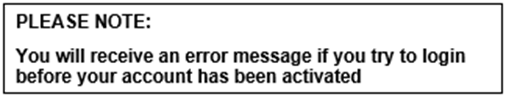 PLEASE NOTE:
You will receive an error message if you try to login
before your account has been activated